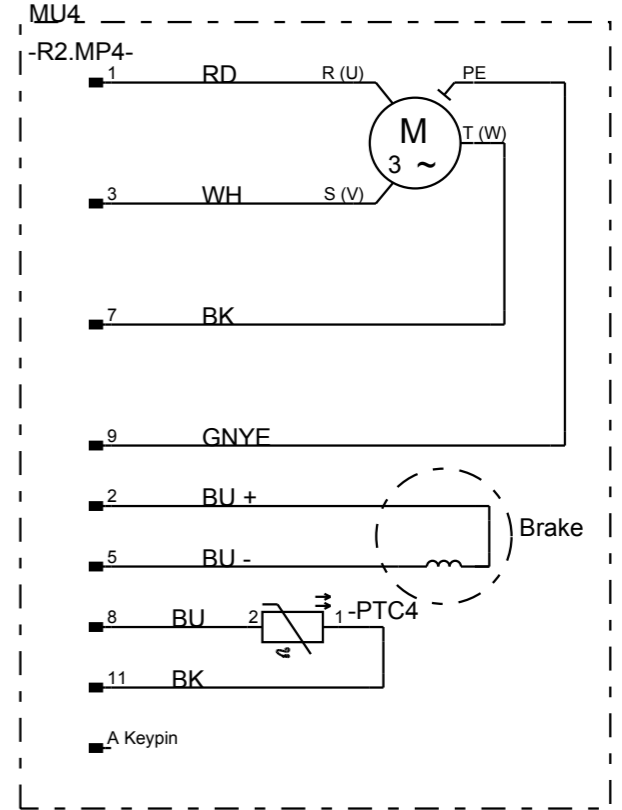 MU4
-R2.MP4-
1 RD R (U) PE
M
3 ~
T (W)
3 WH S (V)
7 BK
9 GNYE
2 BU +
Brake
5 BU -
8 BU 2 1 -PTC4
11 BK
A Keypin